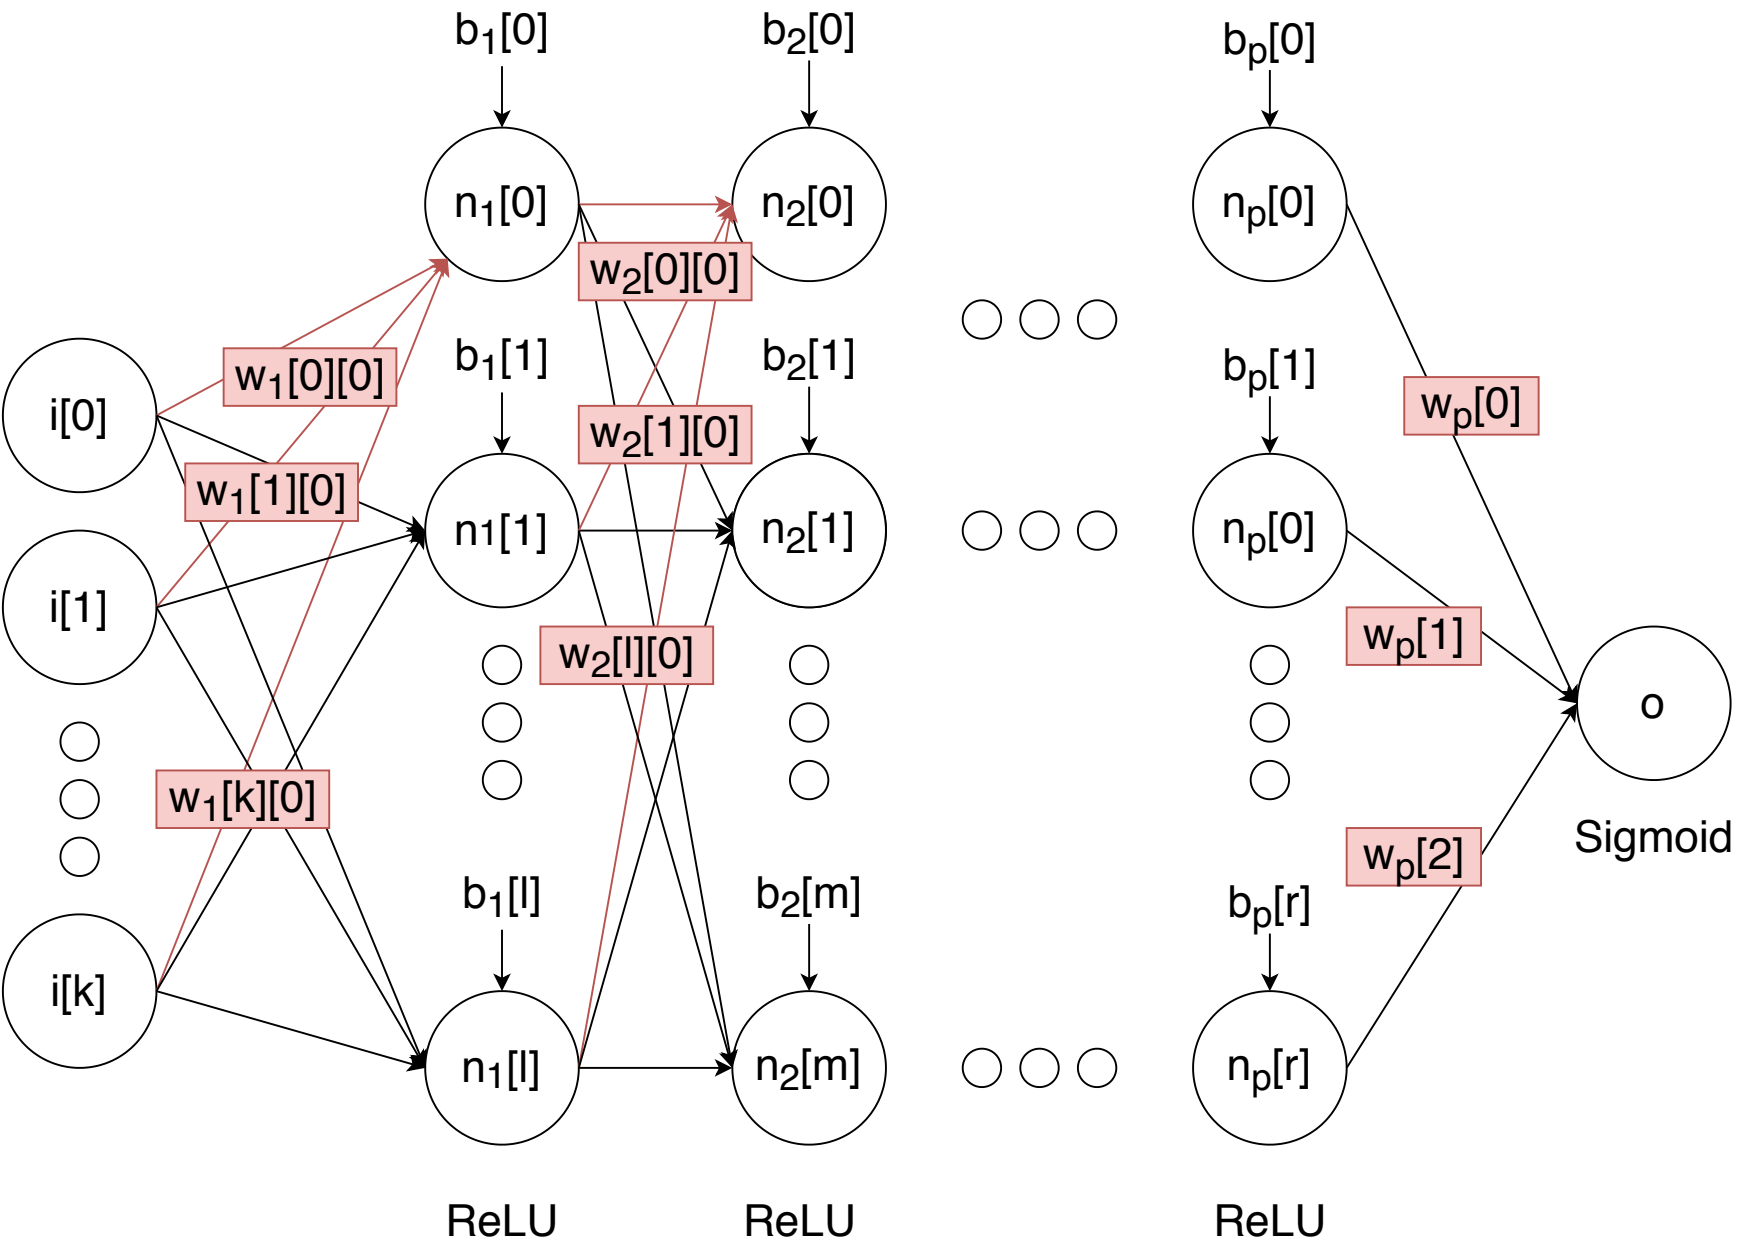 b1[0] b2[0] bp[0]
n1[0] n2[0] np[0]
w2[0][0]
w1[0][0] b1[1] b2[1] bp[1]
i[0] w2[1][0] wp[0]
w1[1][0] n1[1] n2[1] np[0]
i[1] w2[l][0] wp[1]
o
w1[k][0] Sigmoid
b1[l] b2[m] bp[r] wp[2]
i[k] n1[l] n2[m] np[r]
ReLU ReLU ReLU